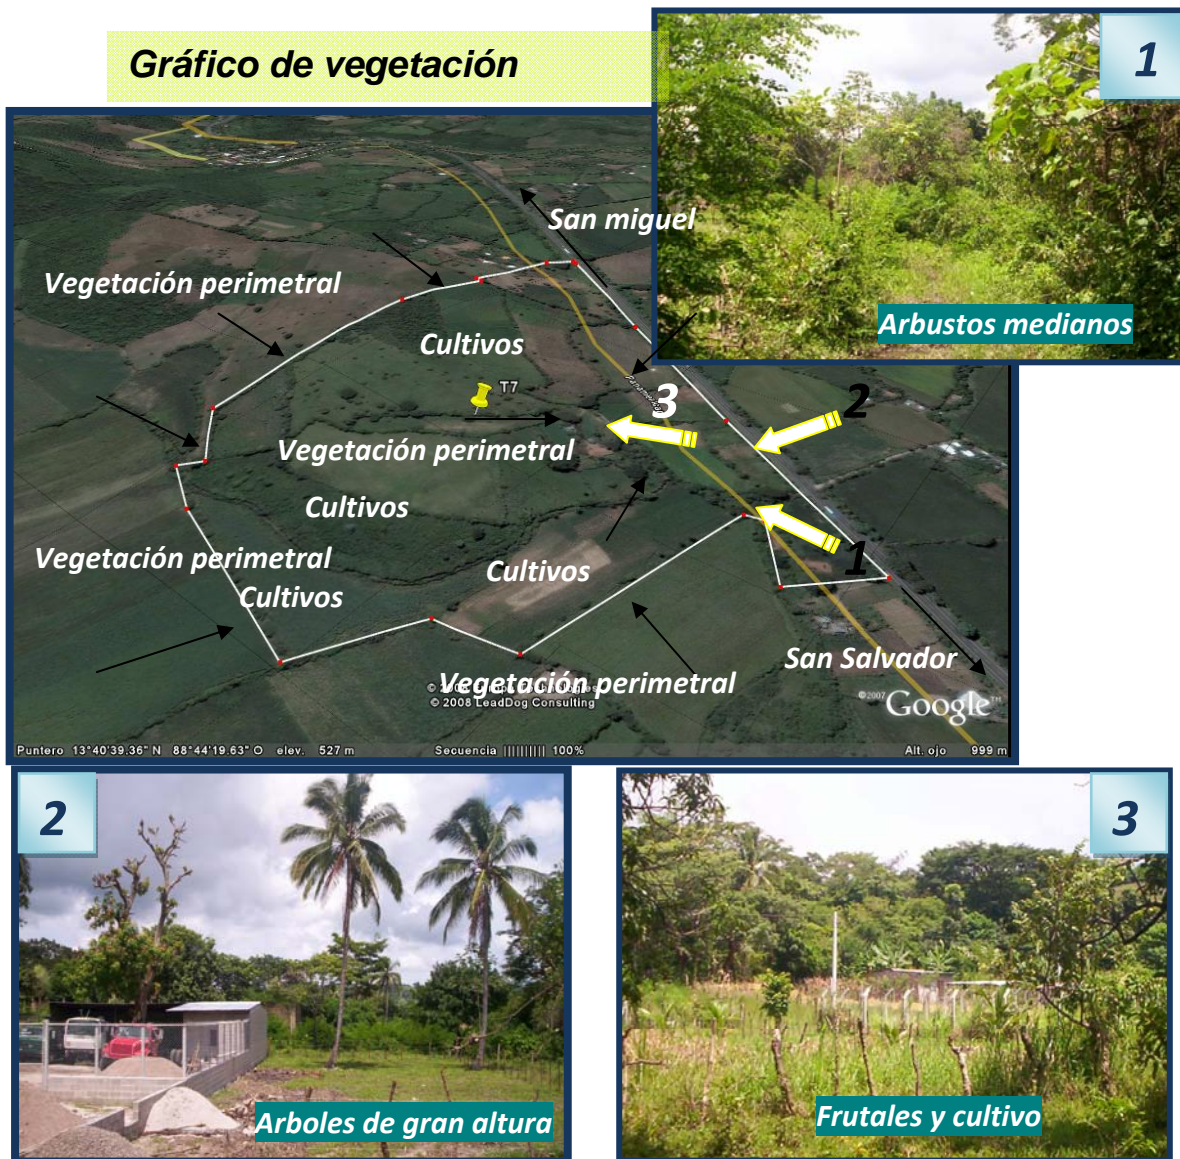 Gráfico de vegetación
1
Arbustos medianos
San miguel
Vegetación perimetral
Cultivos
T7
3
2
Vegetación perimetral
Cultivos
Vegetación perimetral
Cultivos
1
Cultivos
San Salvador
Vegetación perimetral
© 2008 LeadDog Consulting
©2007 Google™
Puntero 13°40'39.36" N 88°44'19.63" O elev. 527 m Secuencia |||||||||| 100% Alt. ojo 999 m
2
Arboles de gran altura
3
Frutales y cultivo